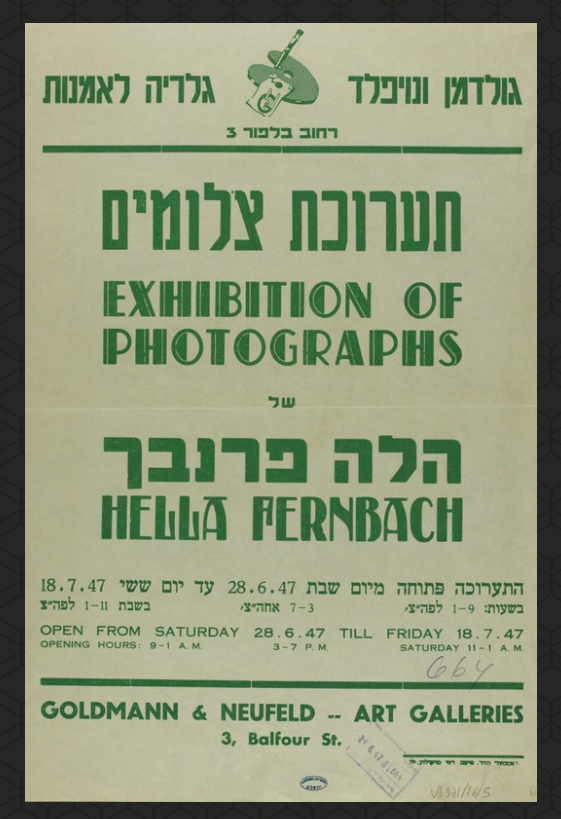 גולדמן ונויפלד גלריה לאמנות
רחוב בלפור 3
תערוכת צלומים
EXHIBITION OF
PHOTOGRAPHS
של
הלה פרנבך
HELLA FERNBACH
התערוכה פתוחה מיום שבת 28.6.47 עד יום ששי 18.7.47
בשעות: 9-1 לפה״צ, 3-7 אחה״צ, בשבת 11-1 לפה״צ
OPEN FROM SATURDAY 28.6.47 TILL FRIDAY 18.7.47
OPENING HOURS: 9-1 A.M. 3-7 P.M. SATURDAY 11-1 A.M.
664
GOLDMANN & NEUFELD -- ART GALLERIES
3, Balfour St.